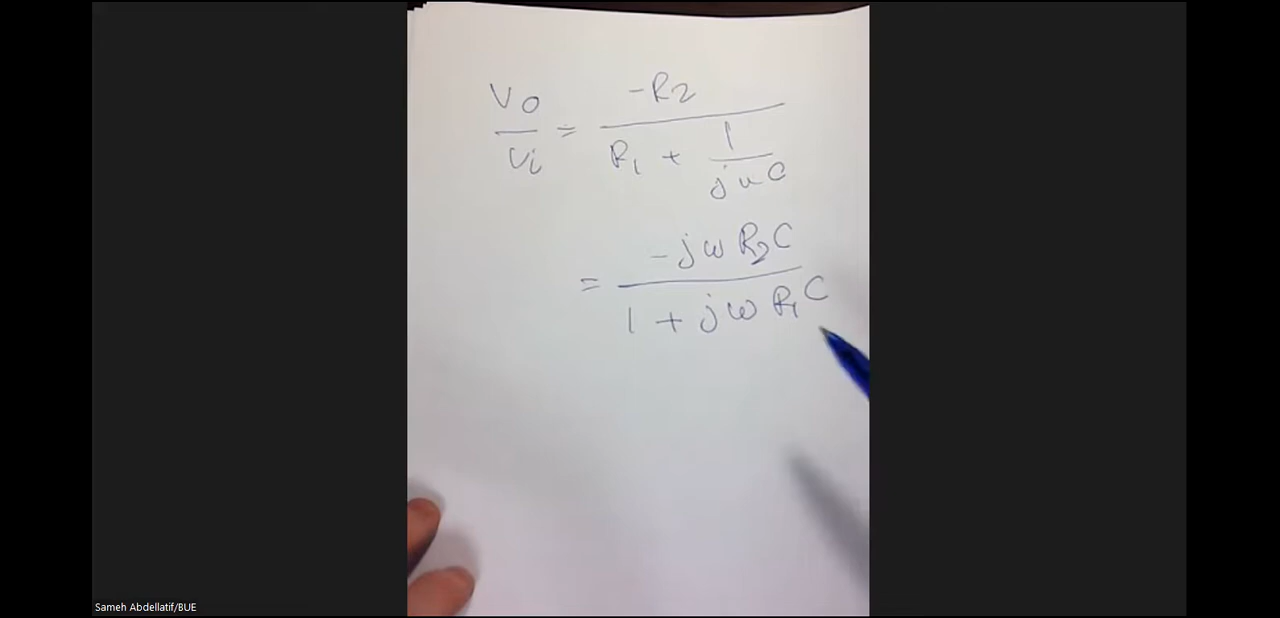 Vo/Vi = -R2/(R1 + 1/(jωC))
= -jωR2C/(1 + jωR1C)
Sameh Abdellatif/BUE